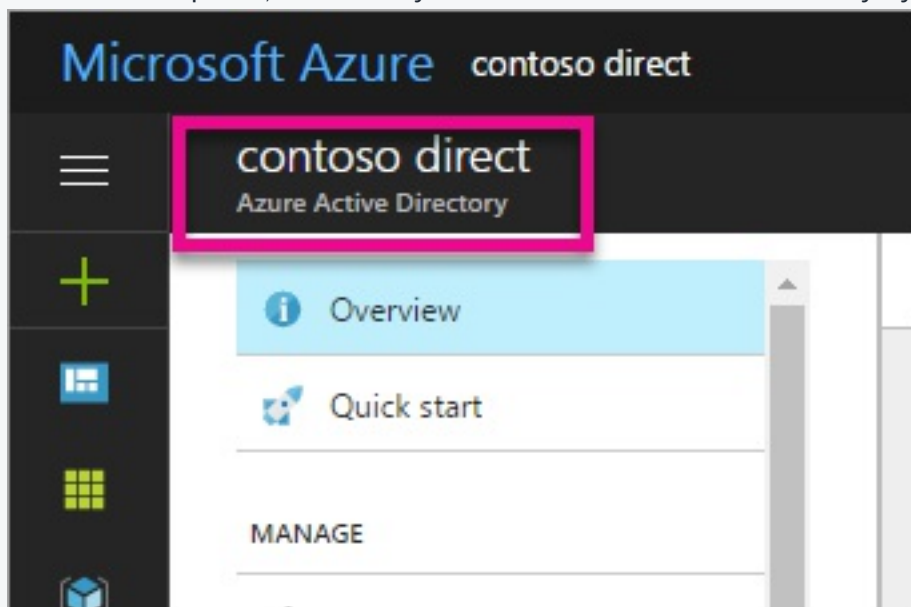 Microsoft Azure contoso direct
contoso direct
Azure Active Directory
Overview
Quick start
MANAGE